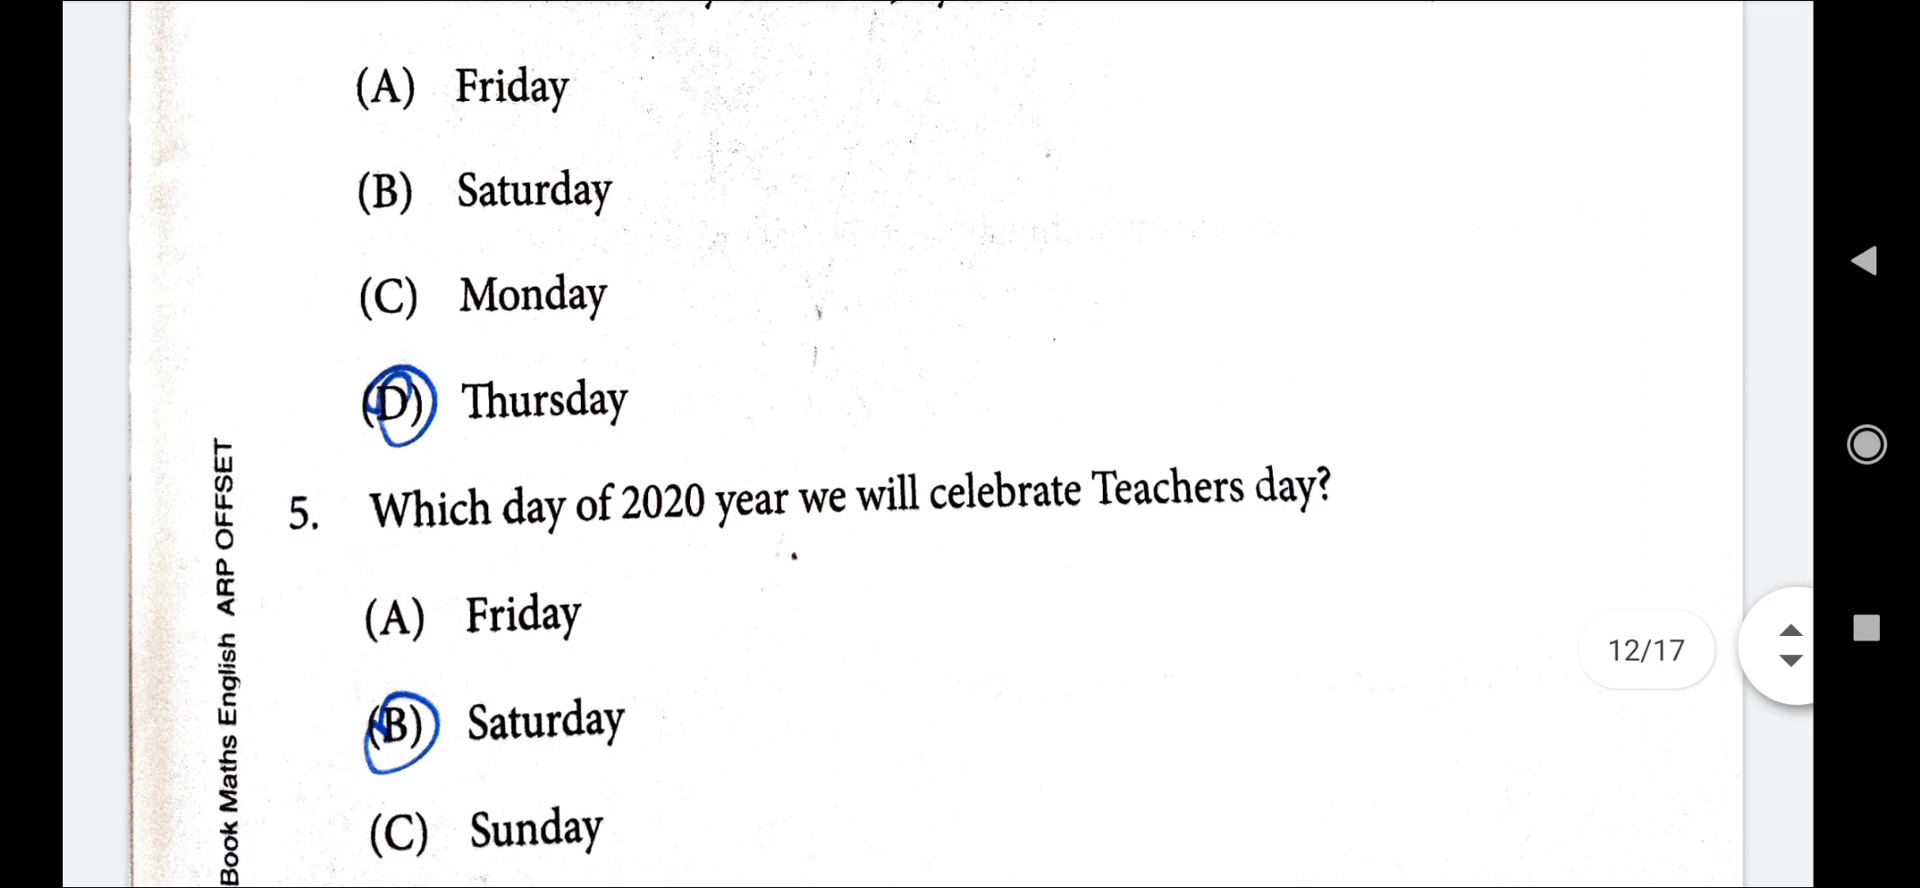 (A) Friday
(B) Saturday
(C) Monday
(D) Thursday
5. Which day of 2020 year we will celebrate Teachers day?
(A) Friday
(B) Saturday
(C) Sunday
Book Maths English ARP OFFSET
12/17